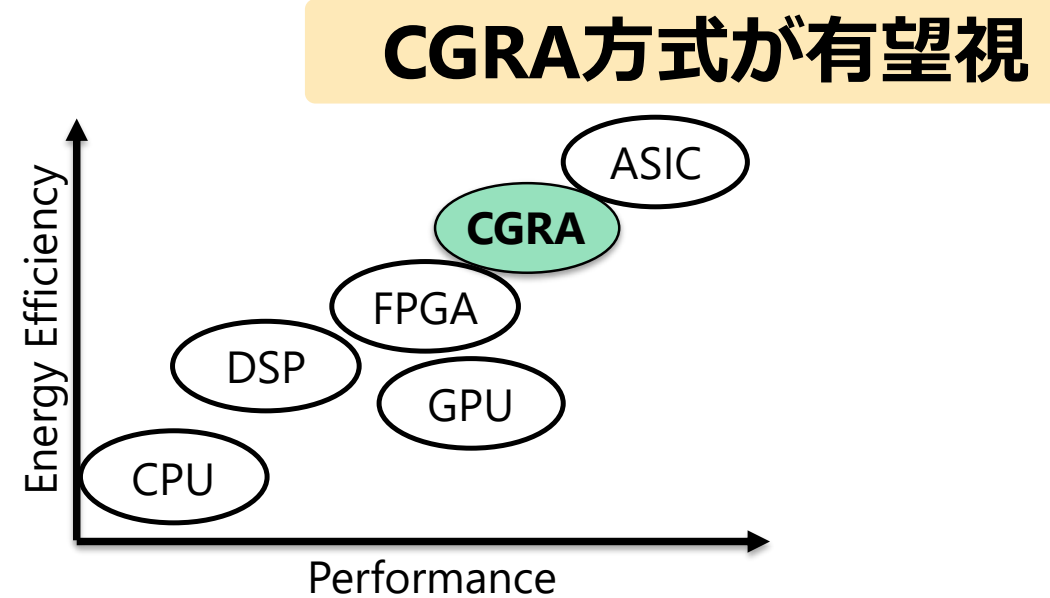 CGRA方式が有望視
ASIC
CGRA
FPGA
DSP
GPU
CPU
Energy Efficiency
Performance